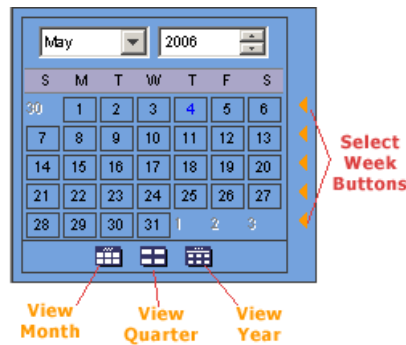 May 2006
S M T W T F S
30 1 2 3 4 5 6
7 8 9 10 11 12 13
14 15 16 17 18 19 20
21 22 23 24 25 26 27
28 29 30 31 1 2 3
Select
Week
Buttons
View View View
Month Quarter Year